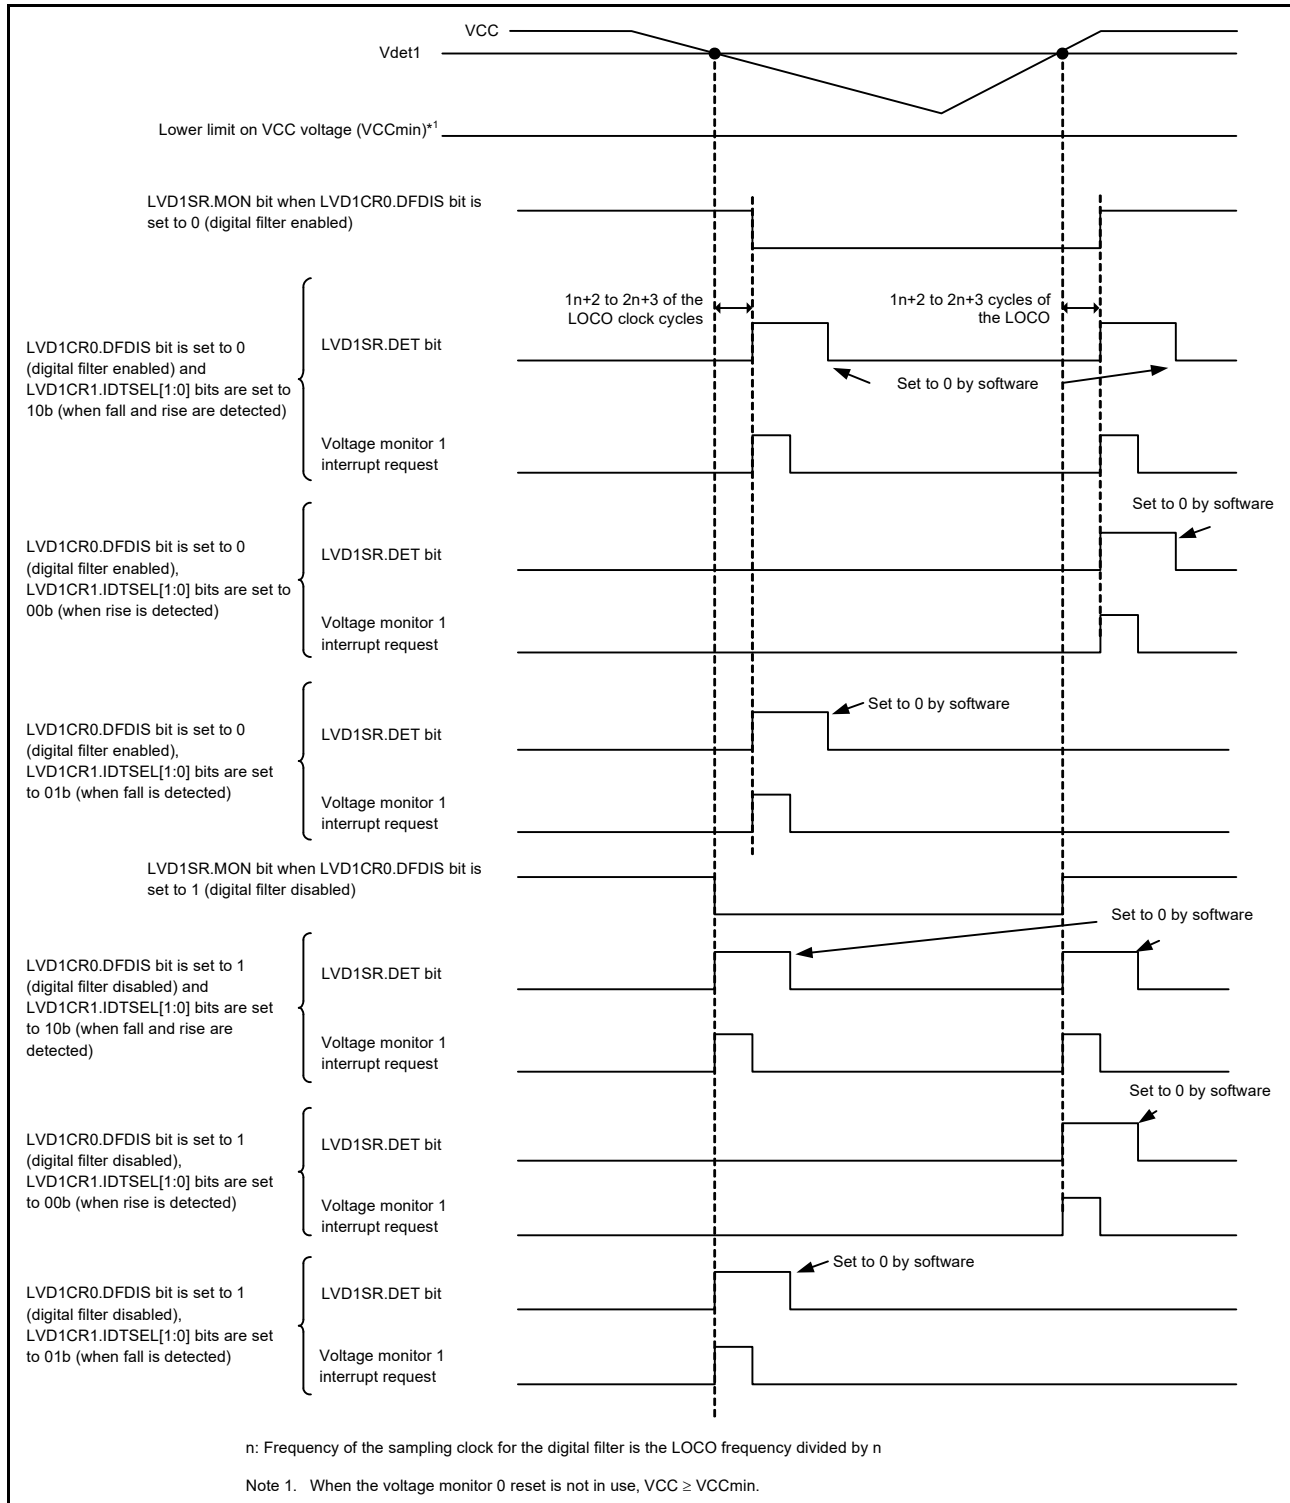 VCC
Vdet1
Lower limit on VCC voltage (VCCmin)*1
LVD1SR.MON bit when LVD1CR0.DFDIS bit is
set to 0 (digital filter enabled)
1n+2 to 2n+3 of the
LOCO clock cycles
1n+2 to 2n+3 cycles of
the LOCO
LVD1CR0.DFDIS bit is set to 0
(digital filter enabled) and
LVD1CR1.IDTSEL[1:0] bits are set to
10b (when fall and rise are detected)
LVD1SR.DET bit
Set to 0 by software
Voltage monitor 1
interrupt request
Set to 0 by software
LVD1CR0.DFDIS bit is set to 0
(digital filter enabled),
LVD1CR1.IDTSEL[1:0] bits are set to
00b (when rise is detected)
LVD1SR.DET bit
Voltage monitor 1
interrupt request
Set to 0 by software
LVD1CR0.DFDIS bit is set to 0
(digital filter enabled),
LVD1CR1.IDTSEL[1:0] bits are set
to 01b (when fall is detected)
LVD1SR.DET bit
Voltage monitor 1
interrupt request
LVD1SR.MON bit when LVD1CR0.DFDIS bit is
set to 1 (digital filter disabled)
Set to 0 by software
LVD1CR0.DFDIS bit is set to 1
(digital filter disabled) and
LVD1CR1.IDTSEL[1:0] bits are set
to 10b (when fall and rise are
detected)
LVD1SR.DET bit
Voltage monitor 1
interrupt request
Set to 0 by software
LVD1CR0.DFDIS bit is set to 1
(digital filter disabled),
LVD1CR1.IDTSEL[1:0] bits are set
to 00b (when rise is detected)
LVD1SR.DET bit
Voltage monitor 1
interrupt request
Set to 0 by software
LVD1CR0.DFDIS bit is set to 1
(digital filter disabled),
LVD1CR1.IDTSEL[1:0] bits are set
to 01b (when fall is detected)
LVD1SR.DET bit
Voltage monitor 1
interrupt request
n: Frequency of the sampling clock for the digital filter is the LOCO frequency divided by n
Note 1. When the voltage monitor 0 reset is not in use, VCC ≥ VCCmin.